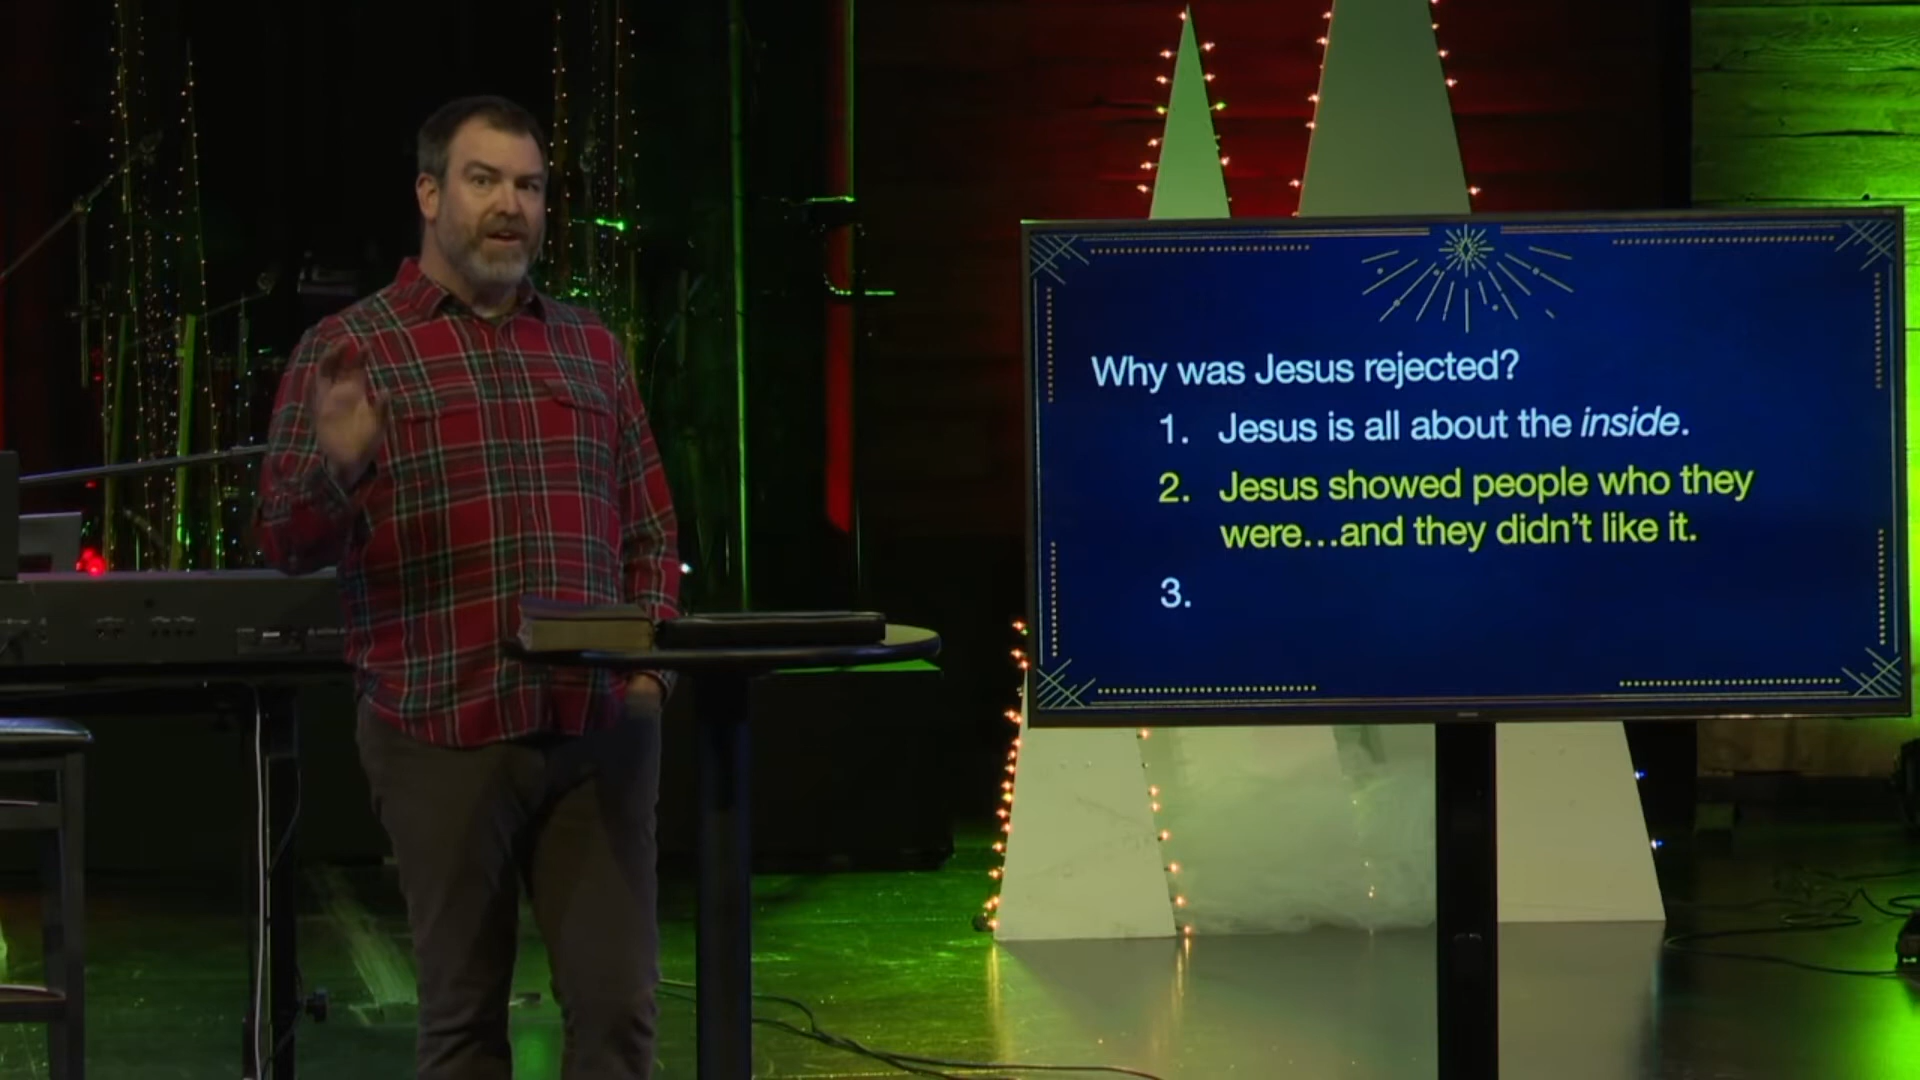 Why was Jesus rejected?
1. Jesus is all about the inside.
2. Jesus showed people who they
were...and they didn't like it.
3.